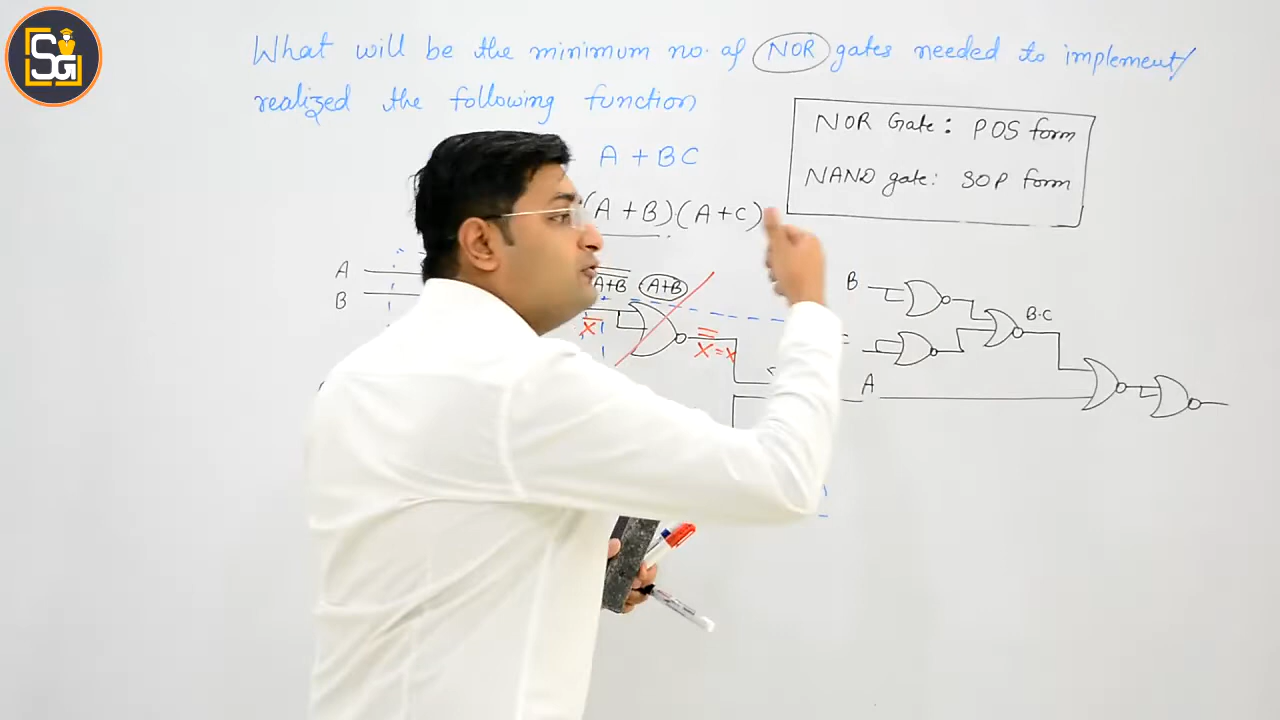 SG
What will be the minimum no. of NOR gates needed to implement/
realized the following function
A + BC
(A+B)(A+C)
NOR Gate : POS form
NAND gate : SOP form
A
B
A+B A+B
X
X = X
B
B·C
A